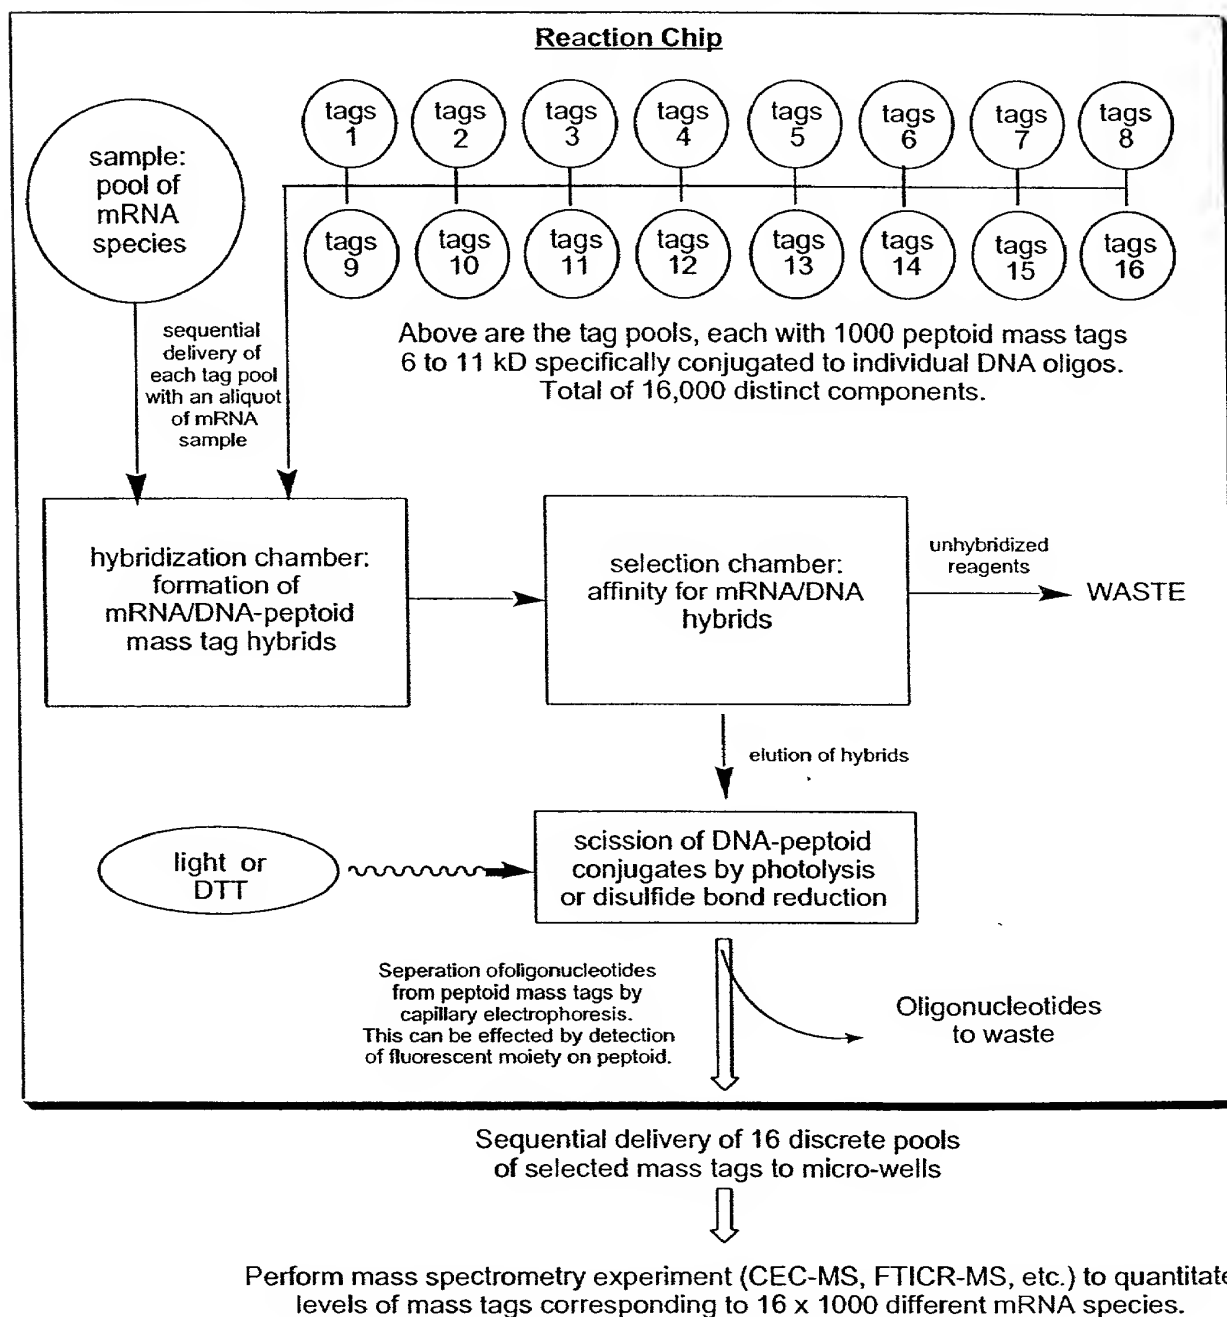 Reaction Chip
sample:
pool of
mRNA
species
tags
1
tags
2
tags
3
tags
4
tags
5
tags
6
tags
7
tags
8
tags
9
tags
10
tags
11
tags
12
tags
13
tags
14
tags
15
tags
16
sequential
delivery of
each tag pool
with an aliquot
of mRNA
sample
Above are the tag pools, each with 1000 peptoid mass tags
6 to 11 kD specifically conjugated to individual DNA oligos.
Total of 16,000 distinct components.
hybridization chamber:
formation of
mRNA/DNA-peptoid
mass tag hybrids
selection chamber:
affinity for mRNA/DNA
hybrids
unhybridized
reagents
WASTE
elution of hybrids
light or
DTT
scission of DNA-peptoid
conjugates by photolysis
or disulfide bond reduction
Seperation ofoligonucleotides
from peptoid mass tags by
capillary electrophoresis.
This can be effected by detection
of fluorescent moiety on peptoid.
Oligonucleotides
to waste
Sequential delivery of 16 discrete pools
of selected mass tags to micro-wells
Perform mass spectrometry experiment (CEC-MS, FTICR-MS, etc.) to quantitate
levels of mass tags corresponding to 16 x 1000 different mRNA species.